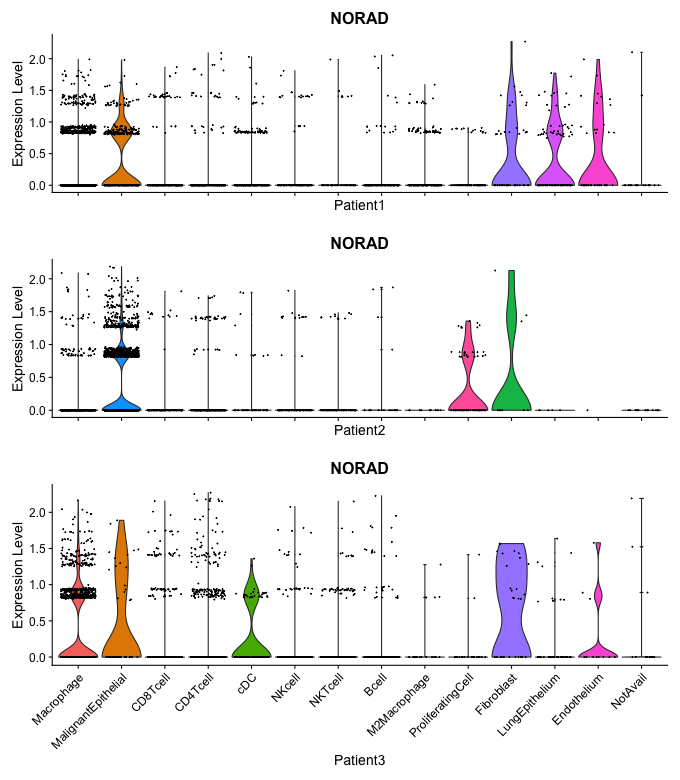 NORAD
Expression Level
2.0
1.5
1.0
0.5
0.0
Patient1
NORAD
Expression Level
2.0
1.5
1.0
0.5
0.0
Patient2
NORAD
Expression Level
2.0
1.5
1.0
0.5
0.0
Macrophage
MalignantEpithelial
CD8Tcell
CD4Tcell
cDC
NKcell
NKTcell
Bcell
M2Macrophage
ProliferatingCell
Fibroblast
LungEpithelium
Endothelium
NotAvail
Patient3